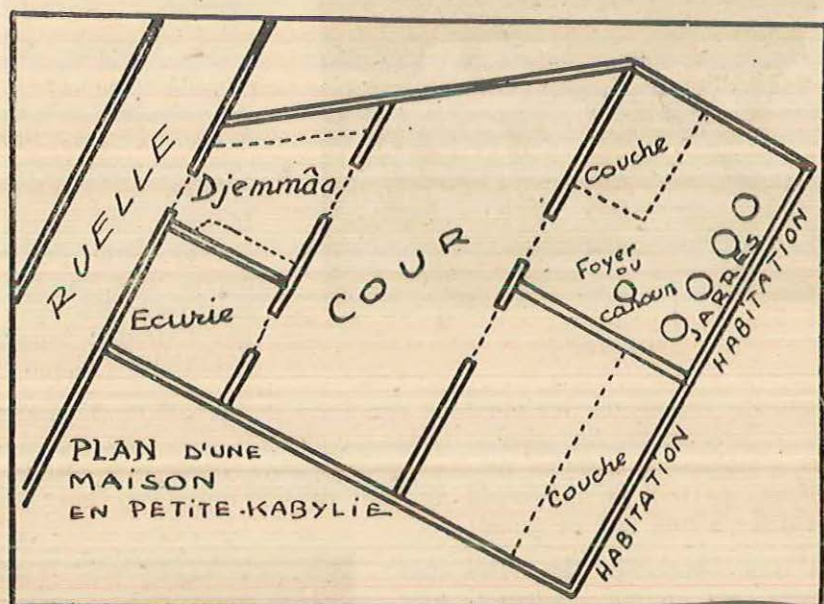 RUELLE
Djemmâa
Ecurie
COUR
Couche
Foyer
ou
canoun
JARRES
HABITATION
Couche
HABITATION
PLAN D'UNE
MAISON
EN PETITE-KABYLIE